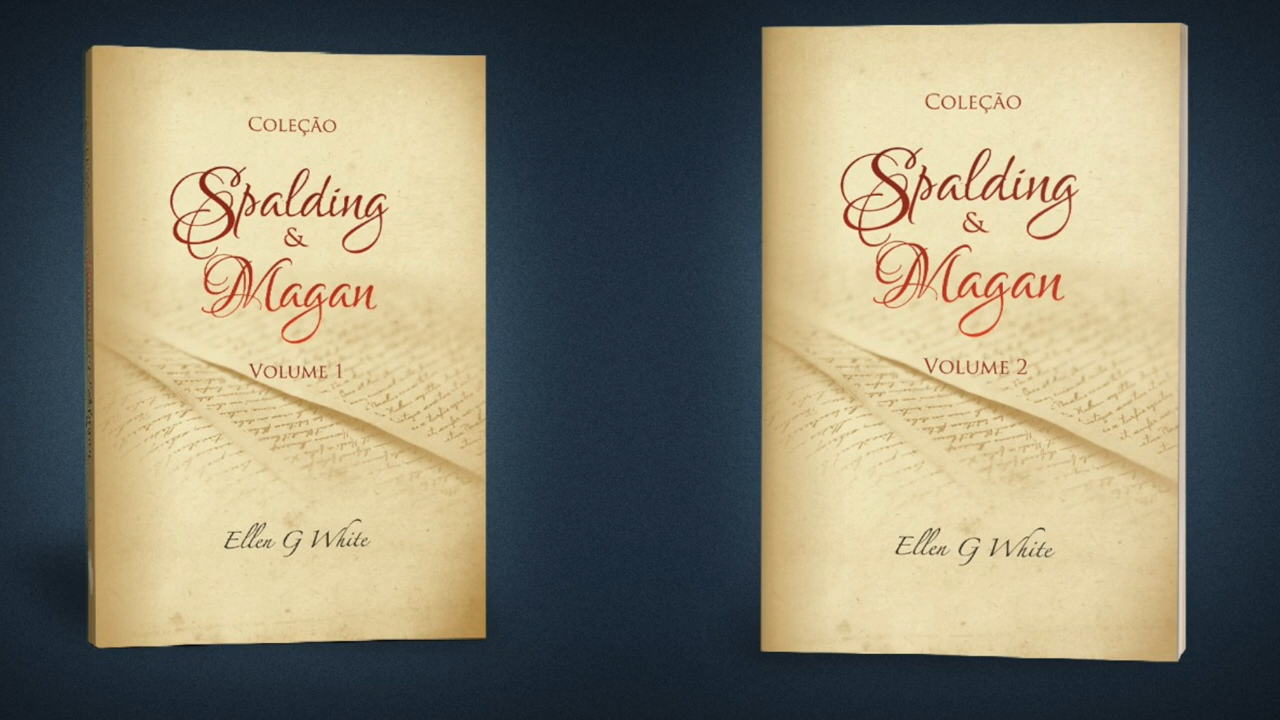 Coleção
Spalding
&
Magan
Volume 1
Ellen G White
Coleção
Spalding
&
Magan
Volume 2
Ellen G White